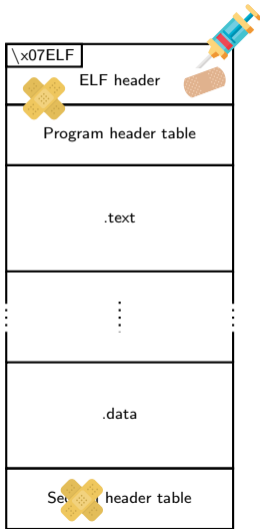 \x07ELF
ELF header
Program header table
.text
.data
header table